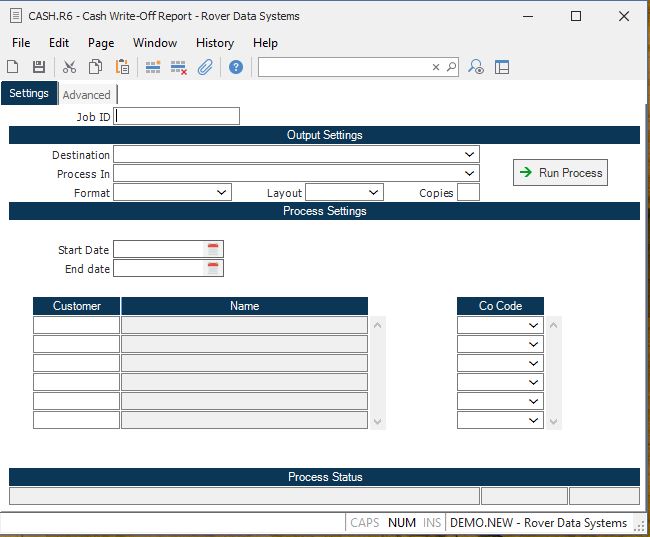 CASH.R6 - Cash Write-Off Report - Rover Data Systems
File Edit Page Window History Help
Settings Advanced
Job ID
Output Settings
Destination
Process In
Run Process
Format Layout Copies
Process Settings
Start Date
End date
Customer Name Co Code
Process Status
CAPS NUM INS DEMO.NEW - Rover Data Systems